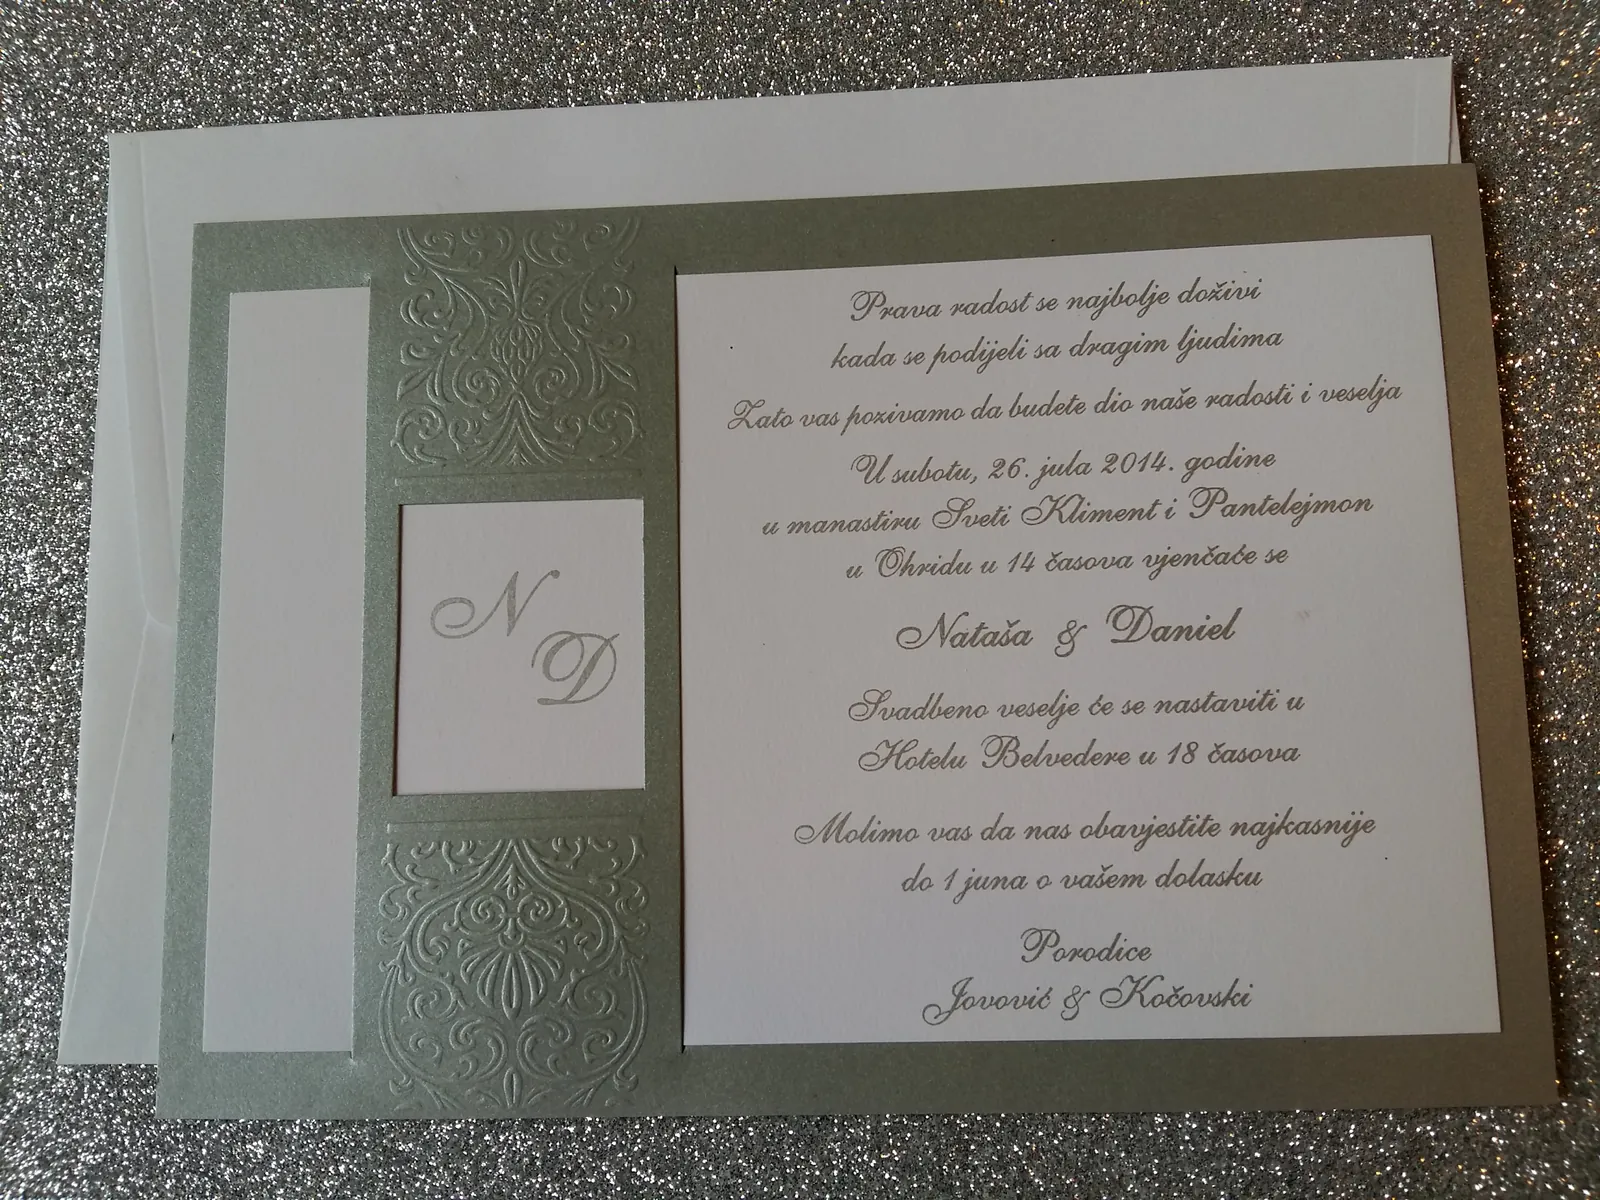 N
D
Prava radost se najbolje doživi
kada se podijeli sa dragim ljudima
Zato vas pozivamo da budete dio naše radosti i veselja
U subotu, 26. jula 2014. godine
u manastiru Sveti Kliment i Pantelejmon
u Ohridu u 14 časova vjenčaće se
Nataša & Daniel
Svadbeno veselje će se nastaviti u
Hotelu Belvedere u 18 časova
Molimo vas da nas obavjestite najkasnije
do 1 juna o vašem dolasku
Porodice
Jovović & Kočovski